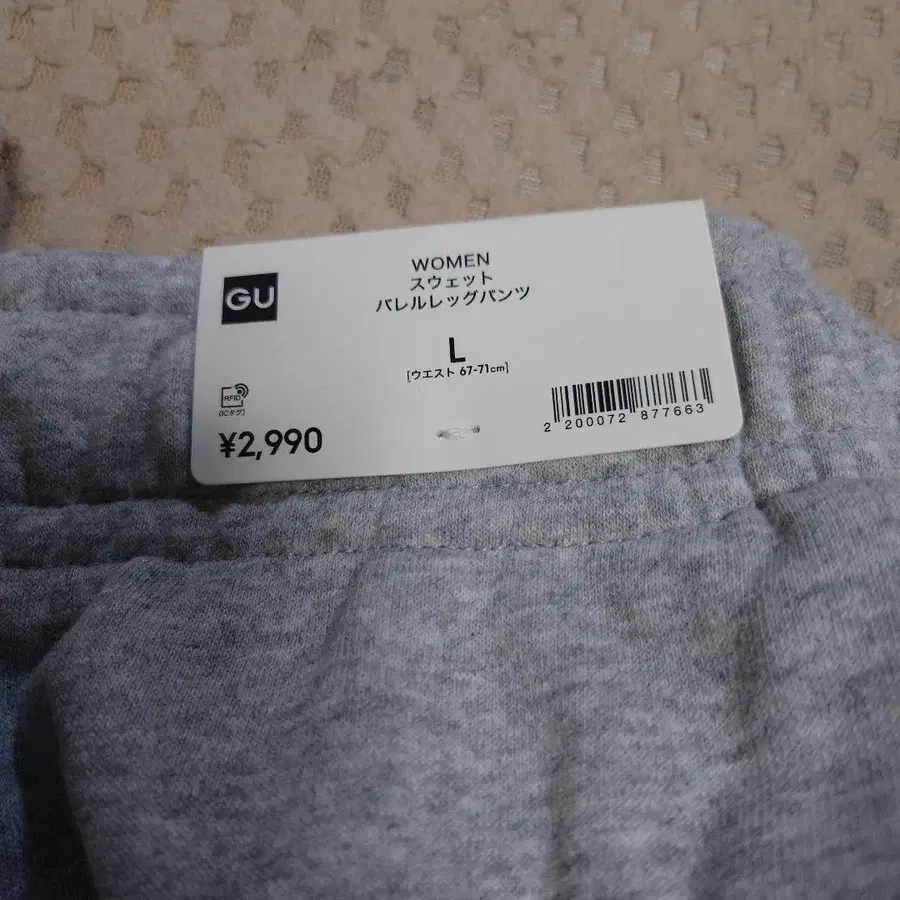 GU
WOMEN
スウェット
バレルレッグパンツ
L
[ウエスト 67-71cm]
RFID
(ICタグ)
¥2,990
2 200072 877663